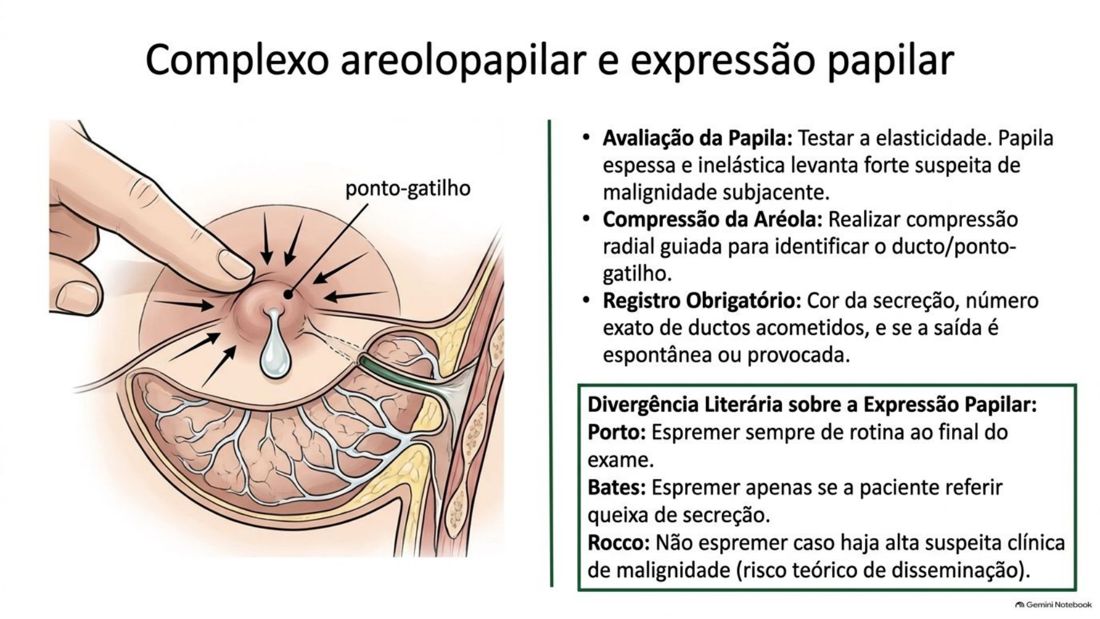 Complexo areolopapilar e expressão papilar
ponto-gatilho
• Avaliação da Papila: Testar a elasticidade. Papila
espessa e inelástica levanta forte suspeita de
malignidade subjacente.
• Compressão da Aréola: Realizar compressão
radial guiada para identificar o ducto/ponto-
gatilho.
• Registro Obrigatório: Cor da secreção, número
exato de ductos acometidos, e se a saída é
espontânea ou provocada.
Divergência Literária sobre a Expressão Papilar:
Porto: Espremer sempre de rotina ao final do
exame.
Bates: Espremer apenas se a paciente referir
queixa de secreção.
Rocco: Não espremer caso haja alta suspeita clínica
de malignidade (risco teórico de disseminação).
Gemini Notebook